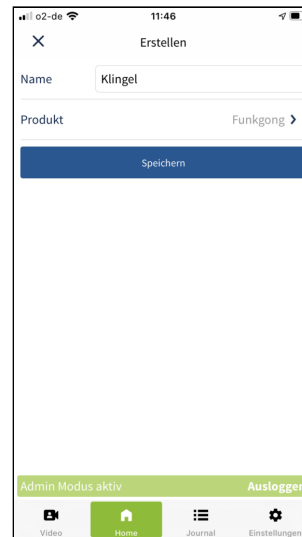 o2-de 11:46
Erstellen
Name Klingel
Produkt Funkgong
Speichern
Admin Modus aktiv Ausloggen
Video Home Journal Einstellungen